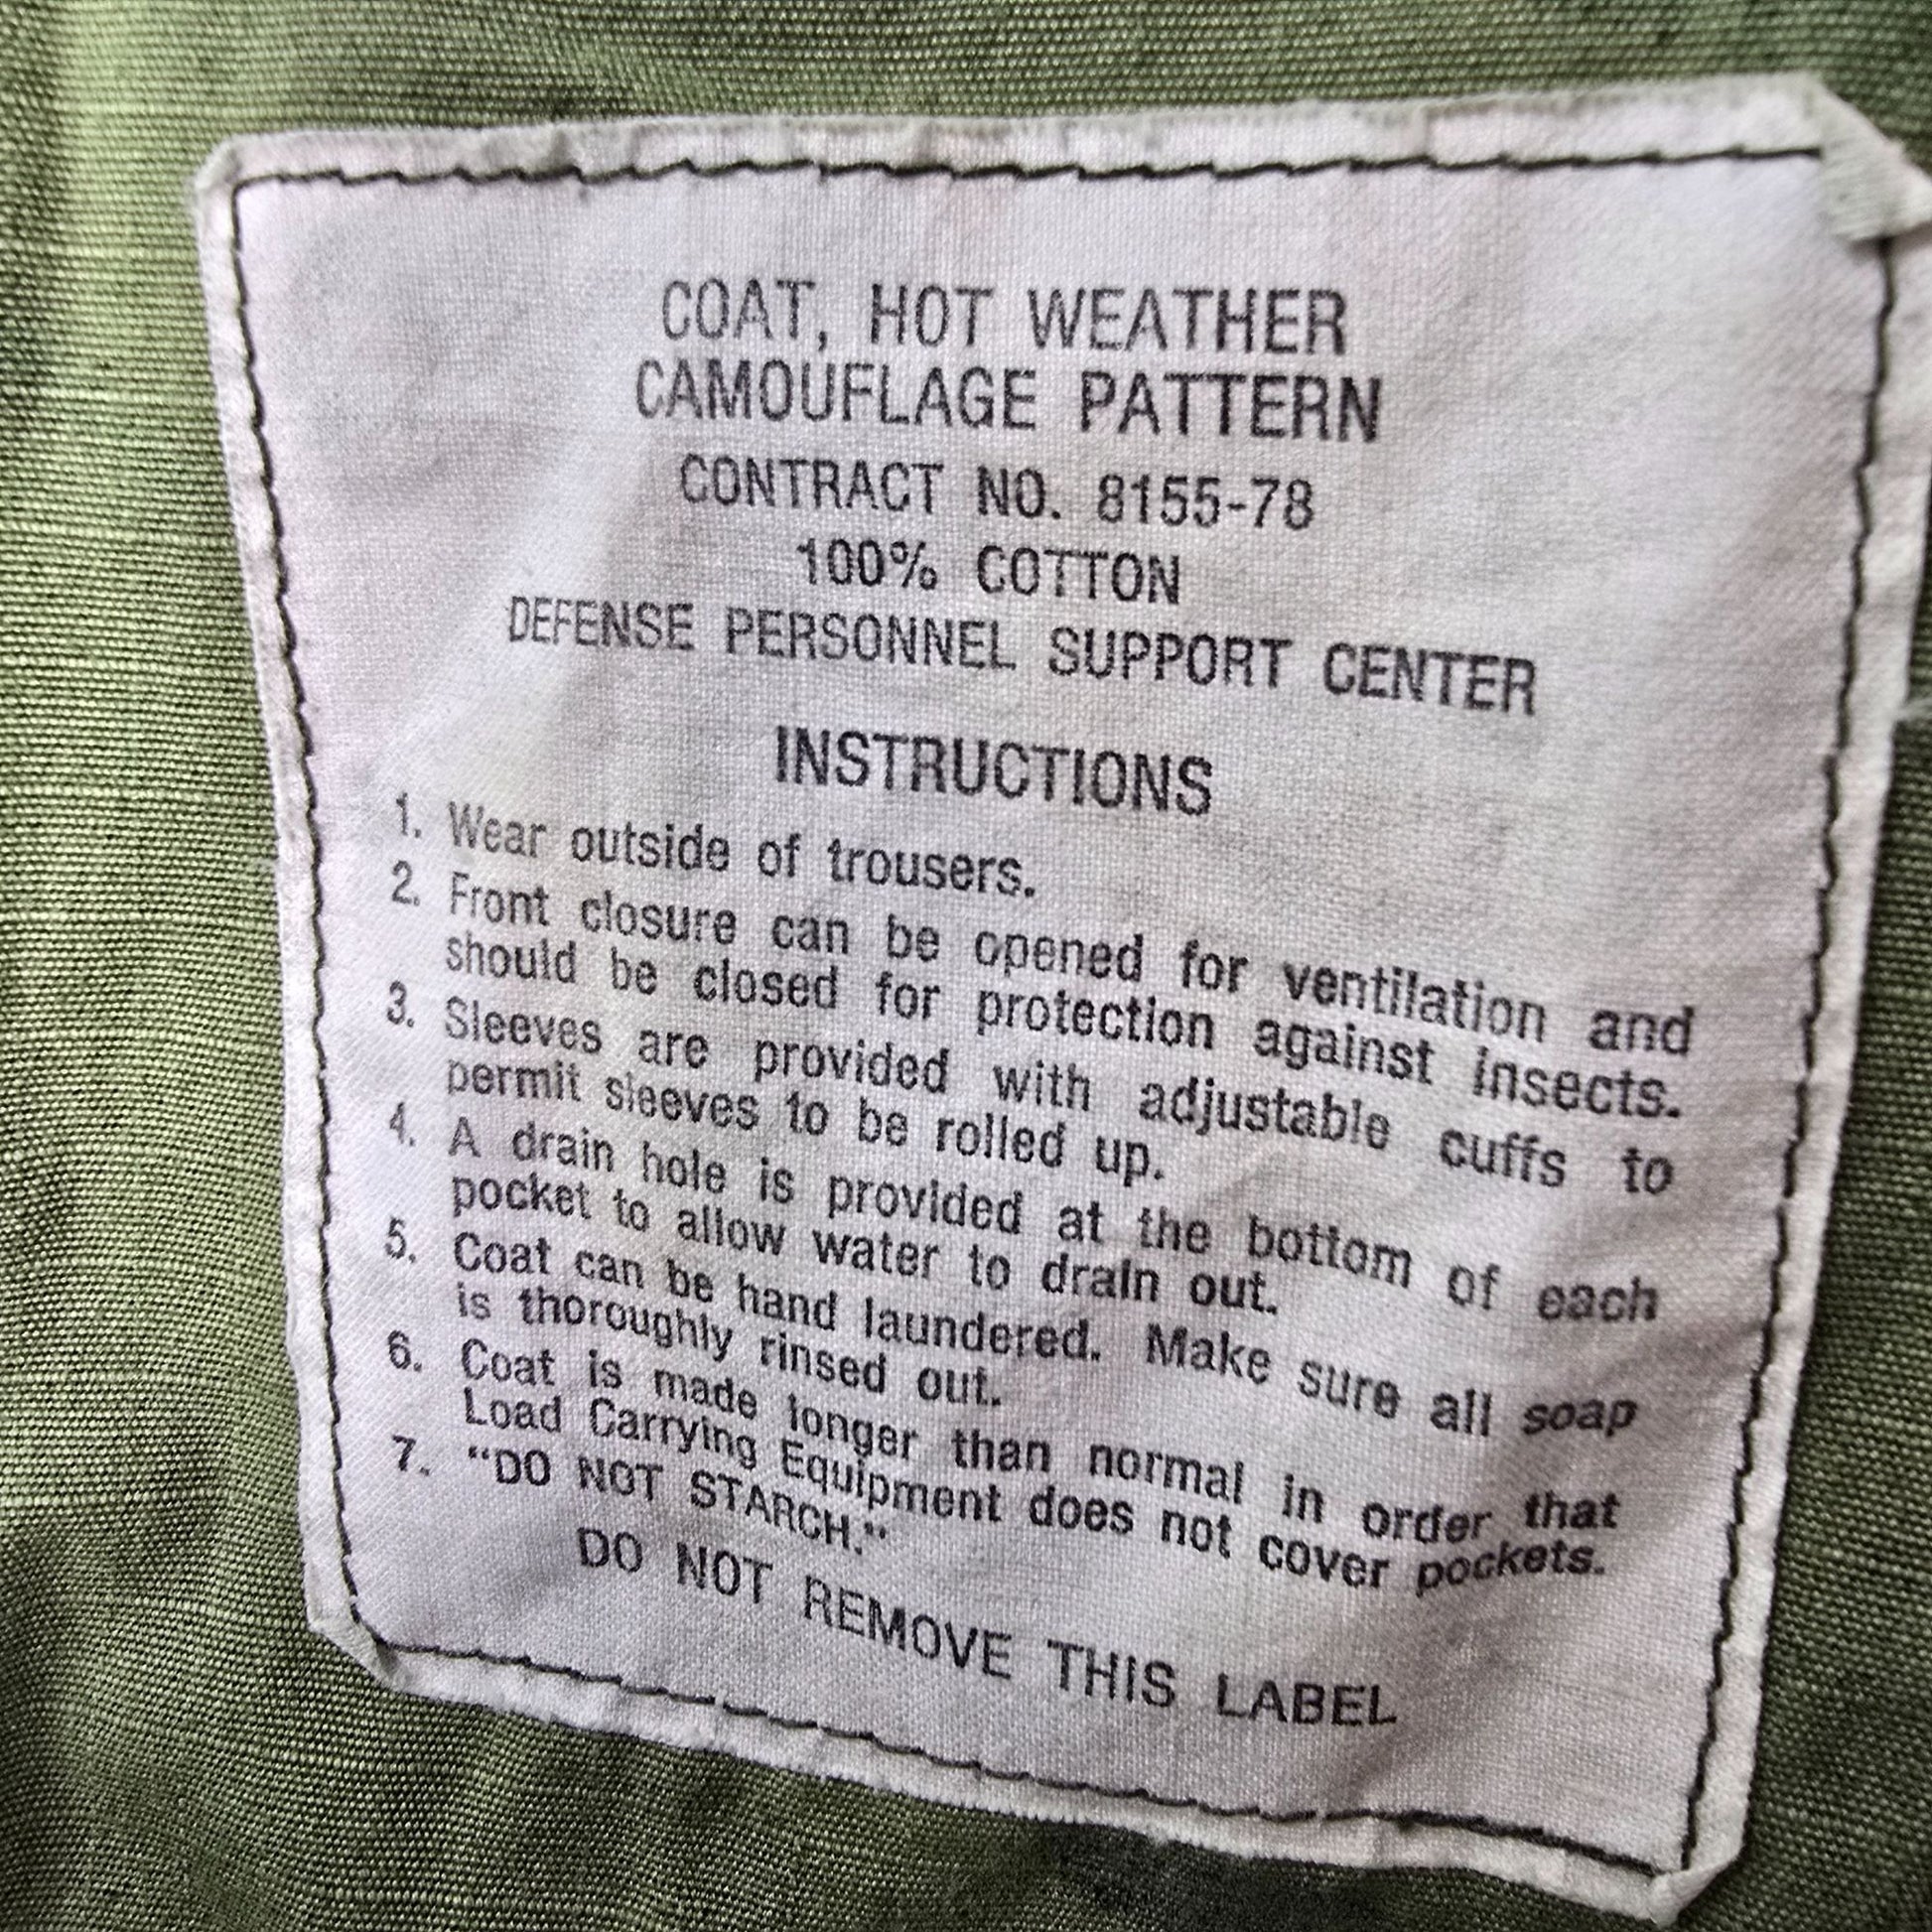 COAT, HOT WEATHER
CAMOUFLAGE PATTERN
CONTRACT NO. 8155-78
100% COTTON
DEFENSE PERSONNEL SUPPORT CENTER
INSTRUCTIONS
1. Wear outside of trousers.
2. Front closure can be opened for ventilation and
should be closed for protection against insects.
3. Sleeves are provided with adjustable cuffs to
permit sleeves to be rolled up.
4. A drain hole is provided at the bottom of each
pocket to allow water to drain out.
5. Coat can be hand laundered. Make sure all soap
is thoroughly rinsed out.
6. Coat is made longer than normal in order that
Load Carrying Equipment does not cover pockets.
7. "DO NOT STARCH."
DO NOT REMOVE THIS LABEL